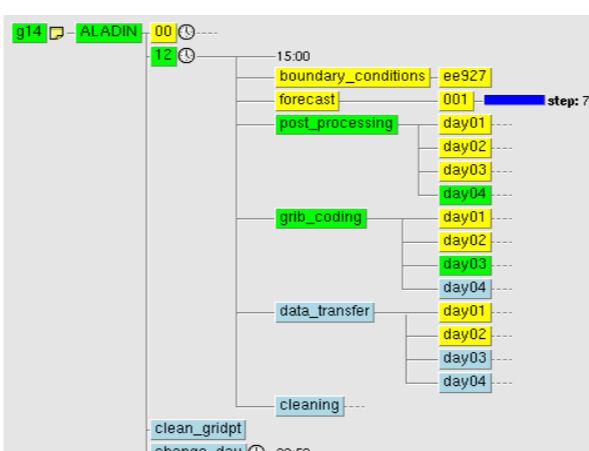 g14 ALADIN 00
12 15:00
boundary_conditions ee927
forecast 001 step: 7
post_processing day01
day02
day03
day04
grib_coding day01
day02
day03
day04
data_transfer day01
day02
day03
day04
cleaning
clean_gridpt
change_day